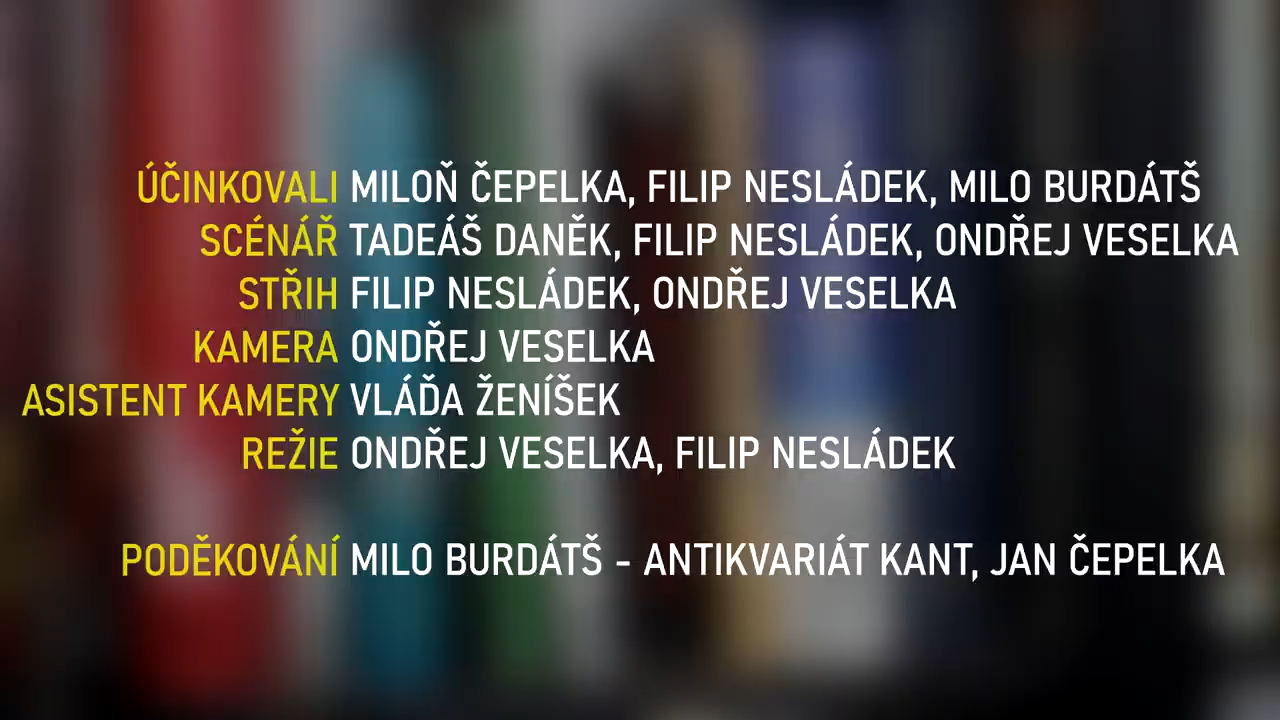 ÚČINKOVALI MILOŇ ČEPELKA, FILIP NESLÁDEK, MILO BURDÁTŠ
SCÉNÁŘ TADEÁŠ DANĚK, FILIP NESLÁDEK, ONDŘEJ VESELKA
STŘIH FILIP NESLÁDEK, ONDŘEJ VESELKA
KAMERA ONDŘEJ VESELKA
ASISTENT KAMERY VLÁĎA ŽENÍŠEK
REŽIE ONDŘEJ VESELKA, FILIP NESLÁDEK
PODĚKOVÁNÍ MILO BURDÁTŠ - ANTIKVARIÁT KANT, JAN ČEPELKA